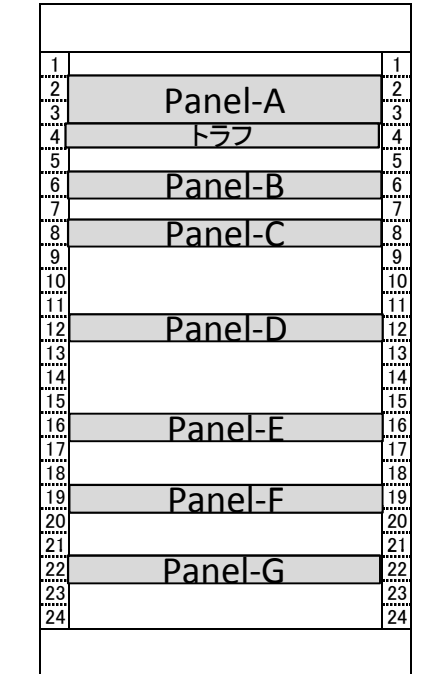 1 1
2 Panel-A 2
3 3
4 トラフ 4
5 5
6 Panel-B 6
7 7
8 Panel-C 8
9 9
10 10
11 11
12 Panel-D 12
13 13
14 14
15 15
16 Panel-E 16
17 17
18 18
19 Panel-F 19
20 20
21 21
22 Panel-G 22
23 23
24 24